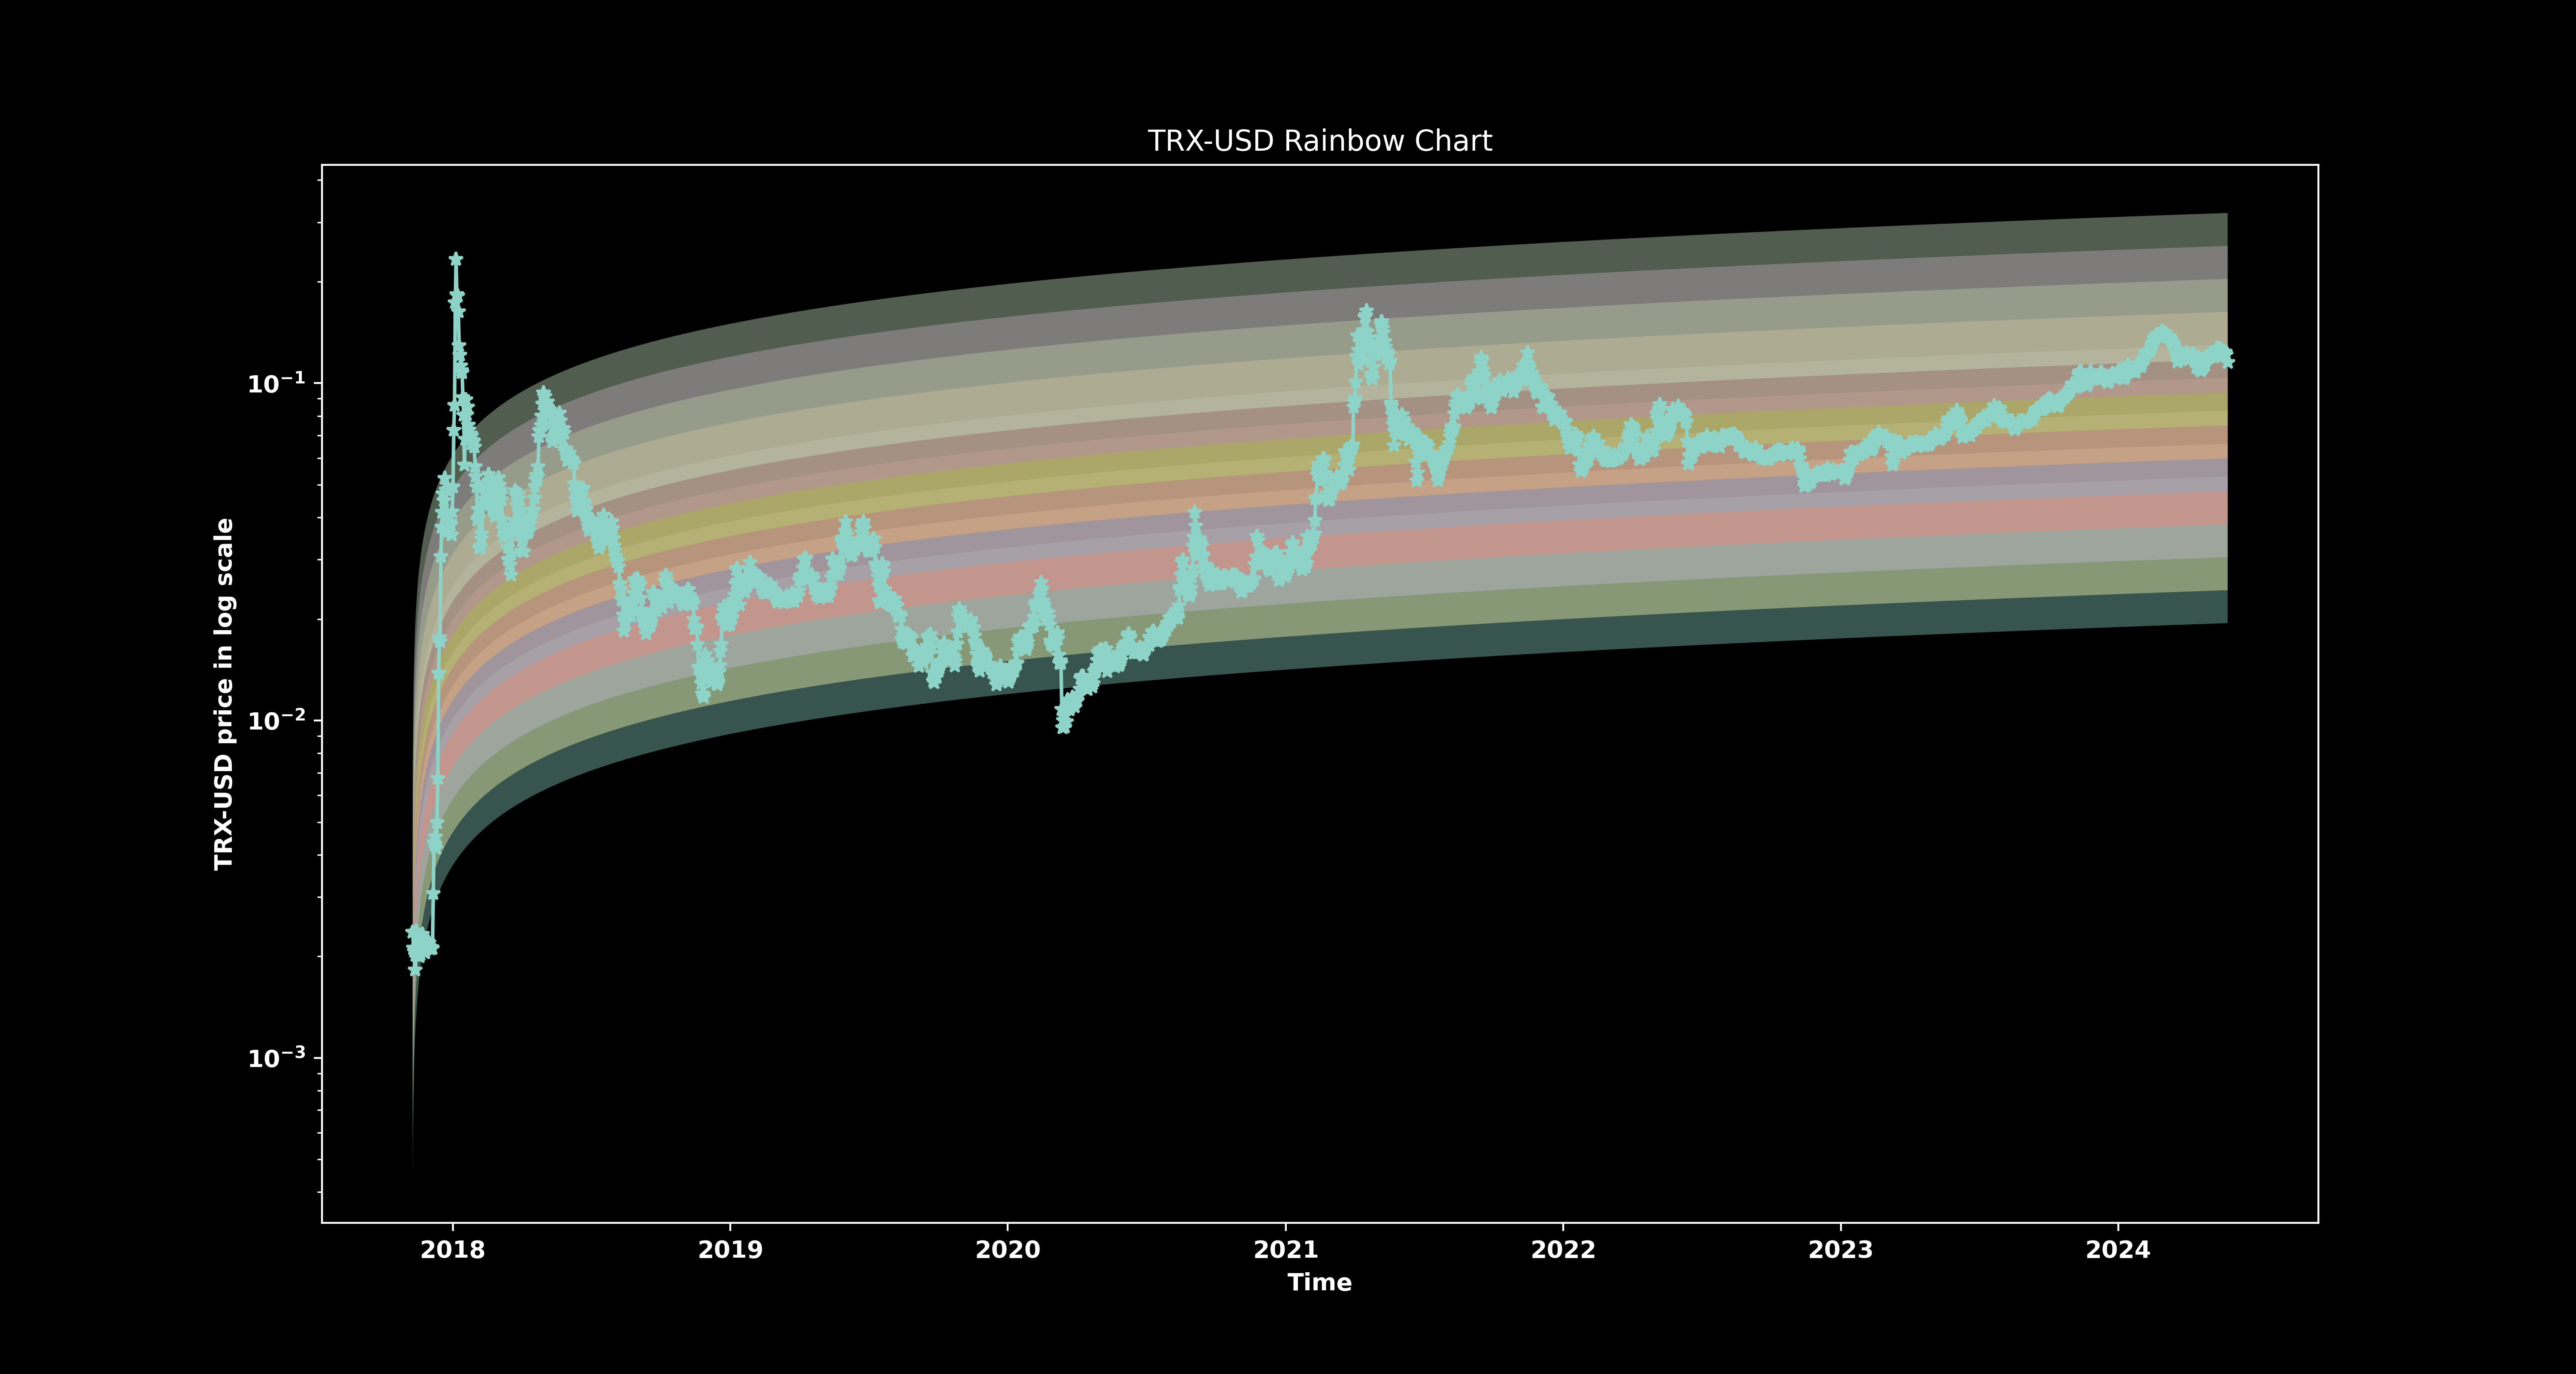 TRX-USD Rainbow Chart
TRX-USD price in log scale
10⁻¹
10⁻²
10⁻³
2018 2019 2020 2021 2022 2023 2024
Time